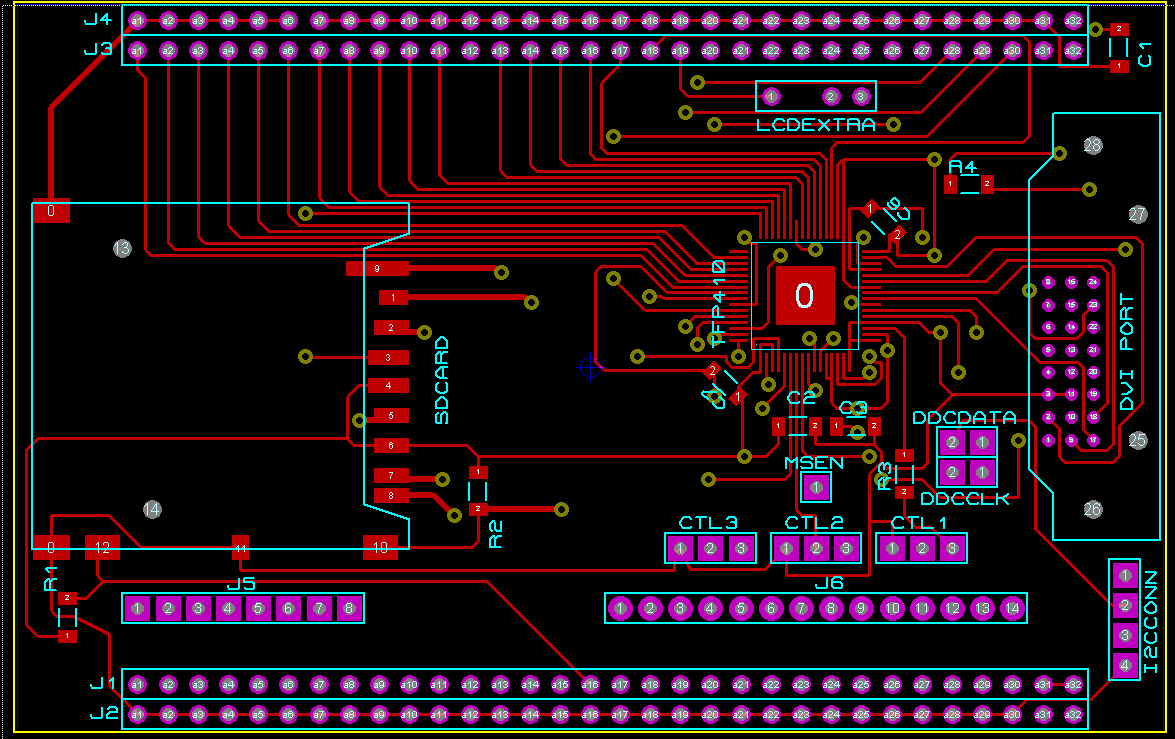 J4 a1 a2 a3 a4 a5 a6 a7 a8 a9 a10 a11 a12 a13 a14 a15 a16 a17 a18 a19 a20 a21 a22 a23 a24 a25 a26 a27 a28 a29 a30 a31 a32
J3 a1 a2 a3 a4 a5 a6 a7 a8 a9 a10 a11 a12 a13 a14 a15 a16 a17 a18 a19 a20 a21 a22 a23 a24 a25 a26 a27 a28 a29 a30 a31 a32
2
1
C1
1 2 3
LCDEXTRA
28
R4
1 2
27
0
1
2
13
9
1
2
3
4
5
6
7
8
SDCARD
TFP410
0
8 16 24
7 15 23
6 14 22
5 13 21
4 12 20
3 11 19
2 10 18
1 9 17
DVI PORT
2
1
C2
C3
1 2 1 2
DDCDATA
2 1
25
MSEN
1
R3
1
2
2 1
DDCCLK
1
2
R2
14
26
CTL3 CTL2 CTL1
1 2 3 1 2 3 1 2 3
0 12 11 10
R1
2
1
J5
1 2 3 4 5 6 7 8
J6
1 2 3 4 5 6 7 8 9 10 11 12 13 14
1
2
3
4
I2CCONN
J1 a1 a2 a3 a4 a5 a6 a7 a8 a9 a10 a11 a12 a13 a14 a15 a16 a17 a18 a19 a20 a21 a22 a23 a24 a25 a26 a27 a28 a29 a30 a31 a32
J2 a1 a2 a3 a4 a5 a6 a7 a8 a9 a10 a11 a12 a13 a14 a15 a16 a17 a18 a19 a20 a21 a22 a23 a24 a25 a26 a27 a28 a29 a30 a31 a32